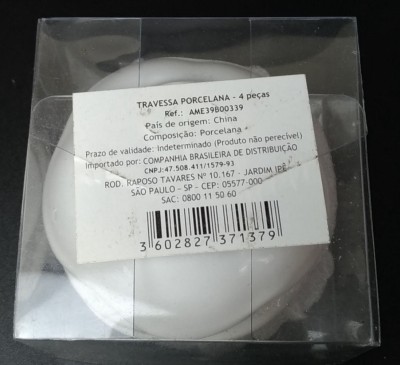 TRAVESSA PORCELANA - 4 peças
Ref.: AME39B00339
País de origem: China
Composição: Porcelana
Prazo de validade: Indeterminado (Produto não perecível)
Importado por: COMPANHIA BRASILEIRA DE DISTRIBUIÇÃO
CNPJ:47.508.411/1579-93
ROD. RAPOSO TAVARES Nº 10.167 - JARDIM IPÊ
SÃO PAULO - SP - CEP: 05577-000
SAC: 0800 11 50 60
3 602827 371379